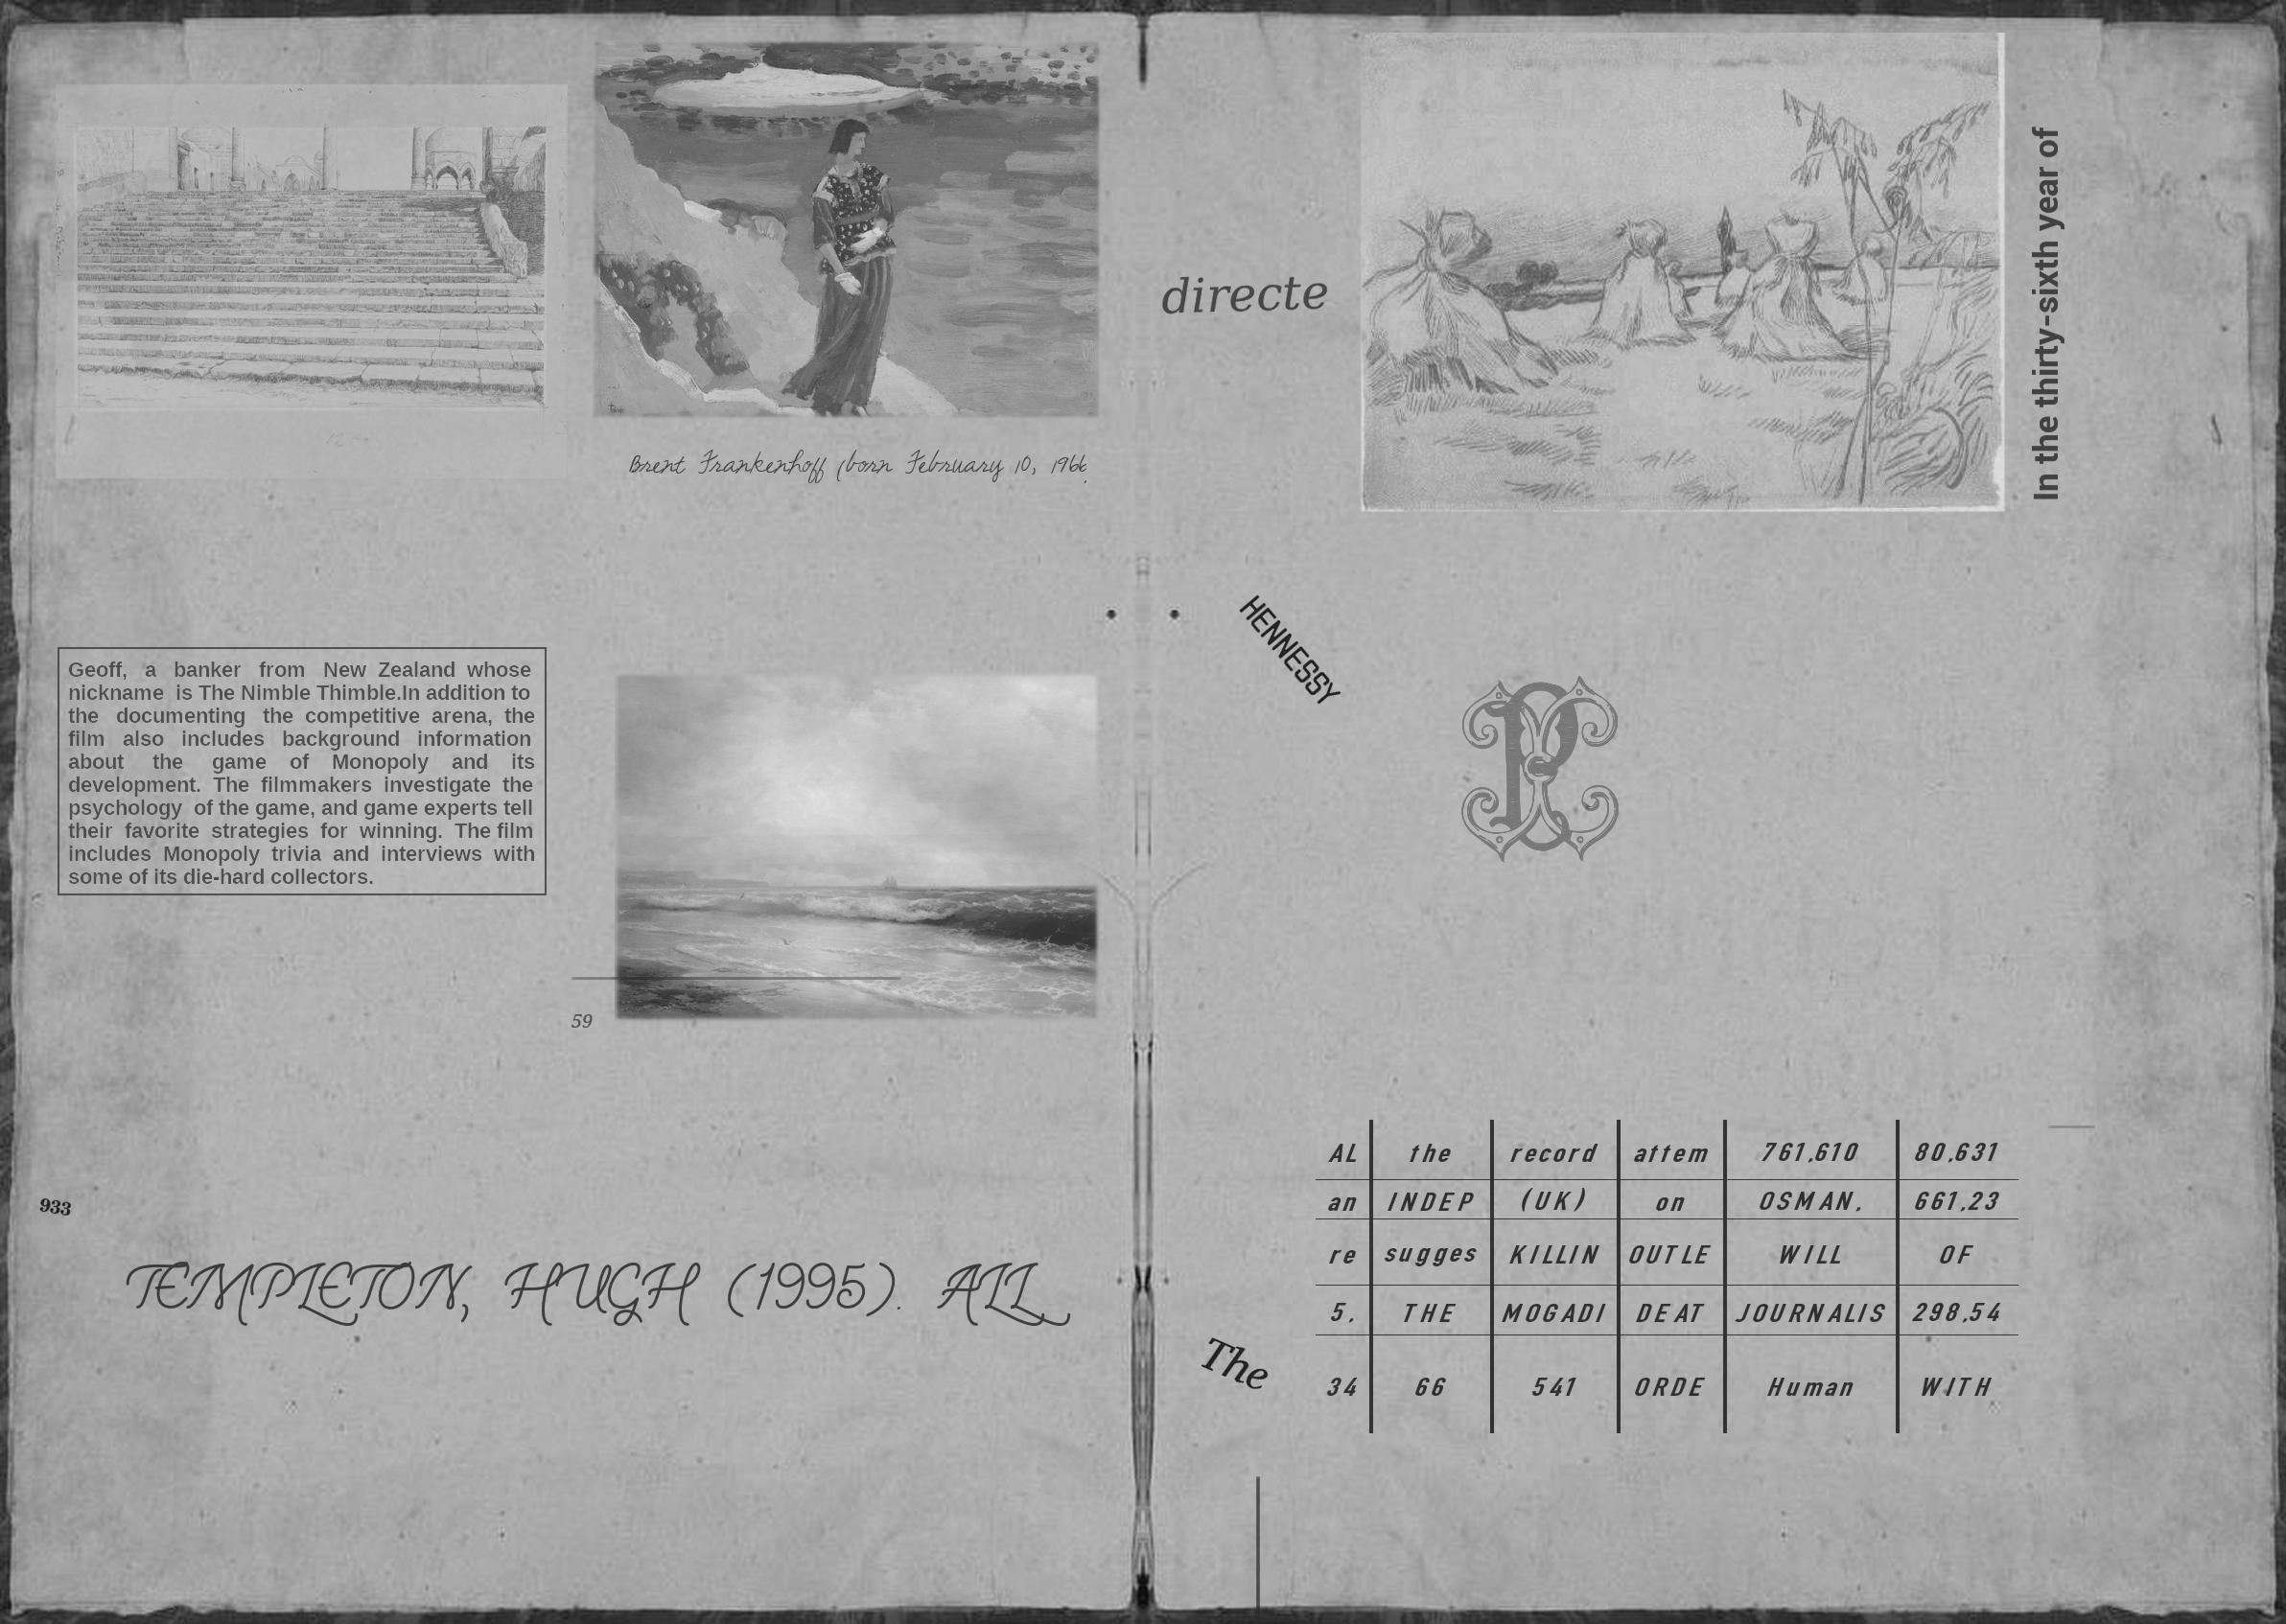 Brent Frankenhoff (born February 10, 1966,
Geoff, a banker from New Zealand whose
nickname is The Nimble Thimble.In addition to
the documenting the competitive arena, the
film also includes background information
about the game of Monopoly and its
development. The filmmakers investigate the
psychology of the game, and game experts tell
their favorite strategies for winning. The film
includes Monopoly trivia and interviews with
some of its die-hard collectors.
59
933
TEMPLETON, HUGH (1995). ALL
directe
In the thirty-sixth year of
HENNESSY
The
AL the record attem 761,610 80,631
an INDEP (UK) on OSMAN, 661,23
re sugges KILLIN OUTLE WILL OF
5, THE MOGADI DEAT JOURNALIS 298,54
34 66 541 ORDE Human WITH